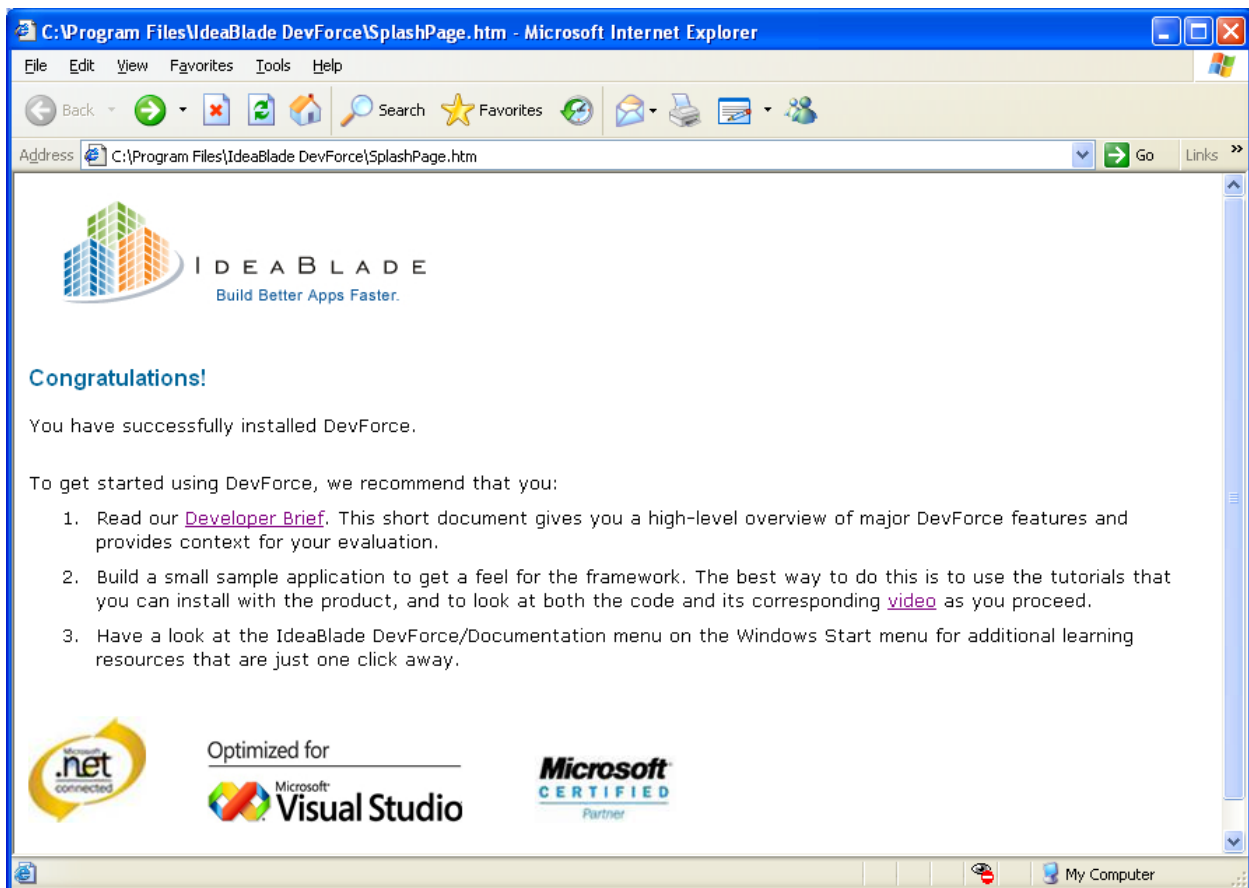 C:\Program Files\IdeaBlade DevForce\SplashPage.htm - Microsoft Internet Explorer
File Edit View Favorites Tools Help
Back Search Favorites
Address C:\Program Files\IdeaBlade DevForce\SplashPage.htm Go Links »
IDEABLADE
Build Better Apps Faster.
Congratulations!
You have successfully installed DevForce.
To get started using DevForce, we recommend that you:
1. Read our Developer Brief. This short document gives you a high-level overview of major DevForce features and
provides context for your evaluation.
2. Build a small sample application to get a feel for the framework. The best way to do this is to use the tutorials that
you can install with the product, and to look at both the code and its corresponding video as you proceed.
3. Have a look at the IdeaBlade DevForce/Documentation menu on the Windows Start menu for additional learning
resources that are just one click away.
Microsoft
.net
connected
Optimized for
Microsoft
Visual Studio
Microsoft
CERTIFIED
Partner
My Computer